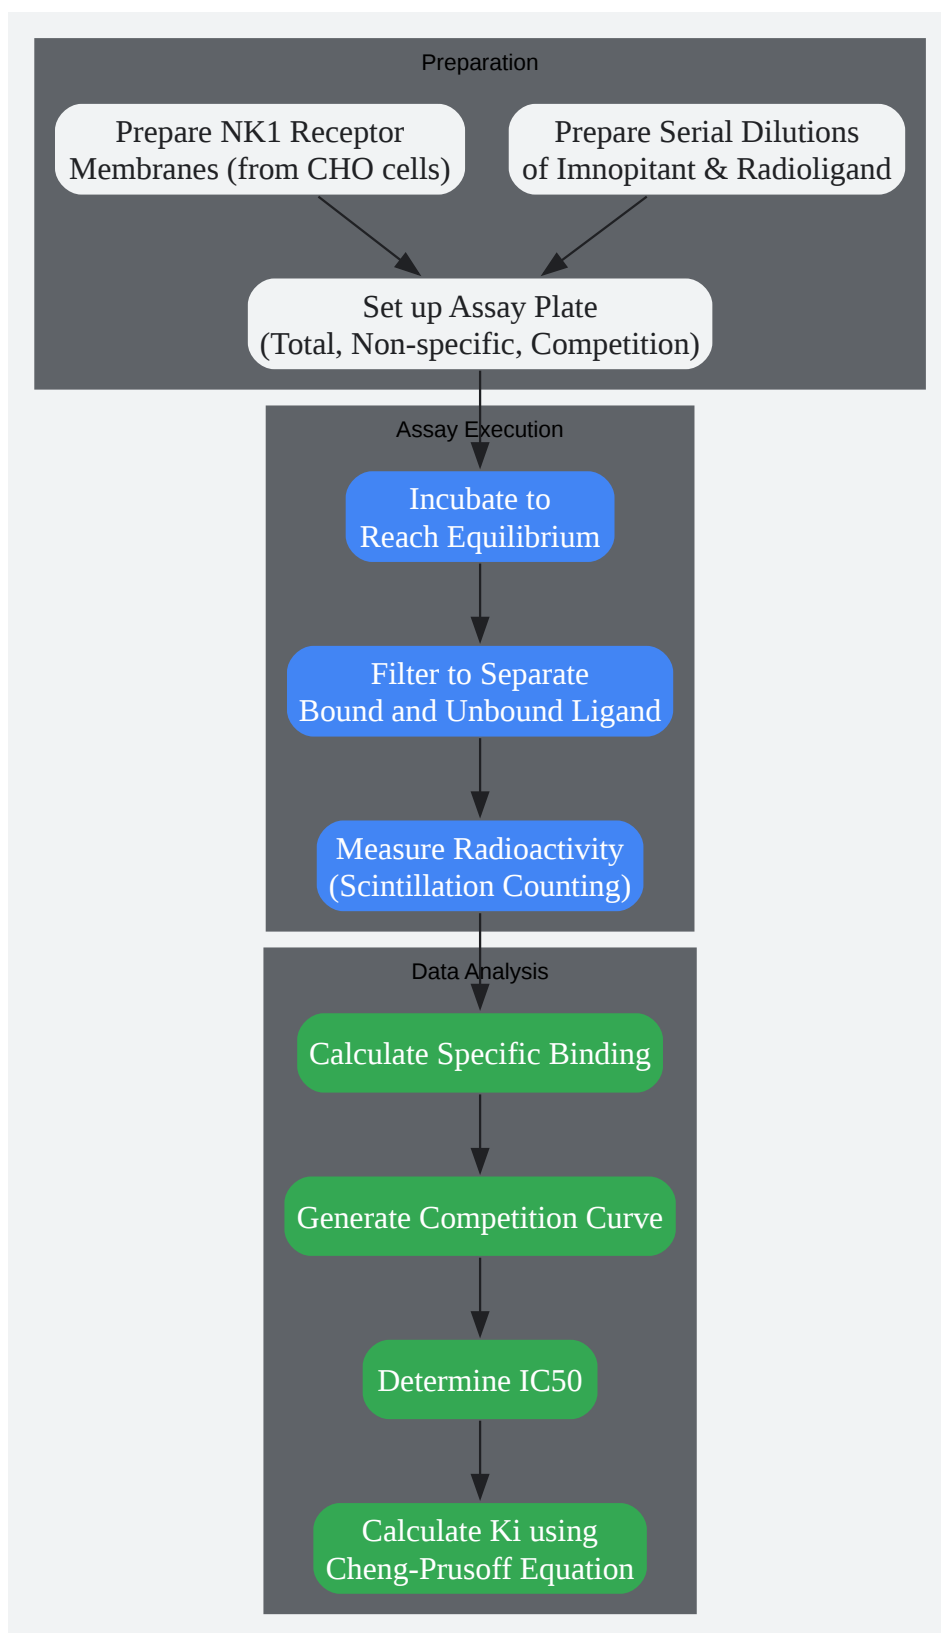 Preparation
Prepare NK1 Receptor
Membranes (from CHO cells)
Prepare Serial Dilutions
of Imnopitant & Radioligand
Set up Assay Plate
(Total, Non-specific, Competition)
Assay Execution
Incubate to
Reach Equilibrium
Filter to Separate
Bound and Unbound Ligand
Measure Radioactivity
(Scintillation Counting)
Data Analysis
Calculate Specific Binding
Generate Competition Curve
Determine IC50
Calculate Ki using
Cheng-Prusoff Equation